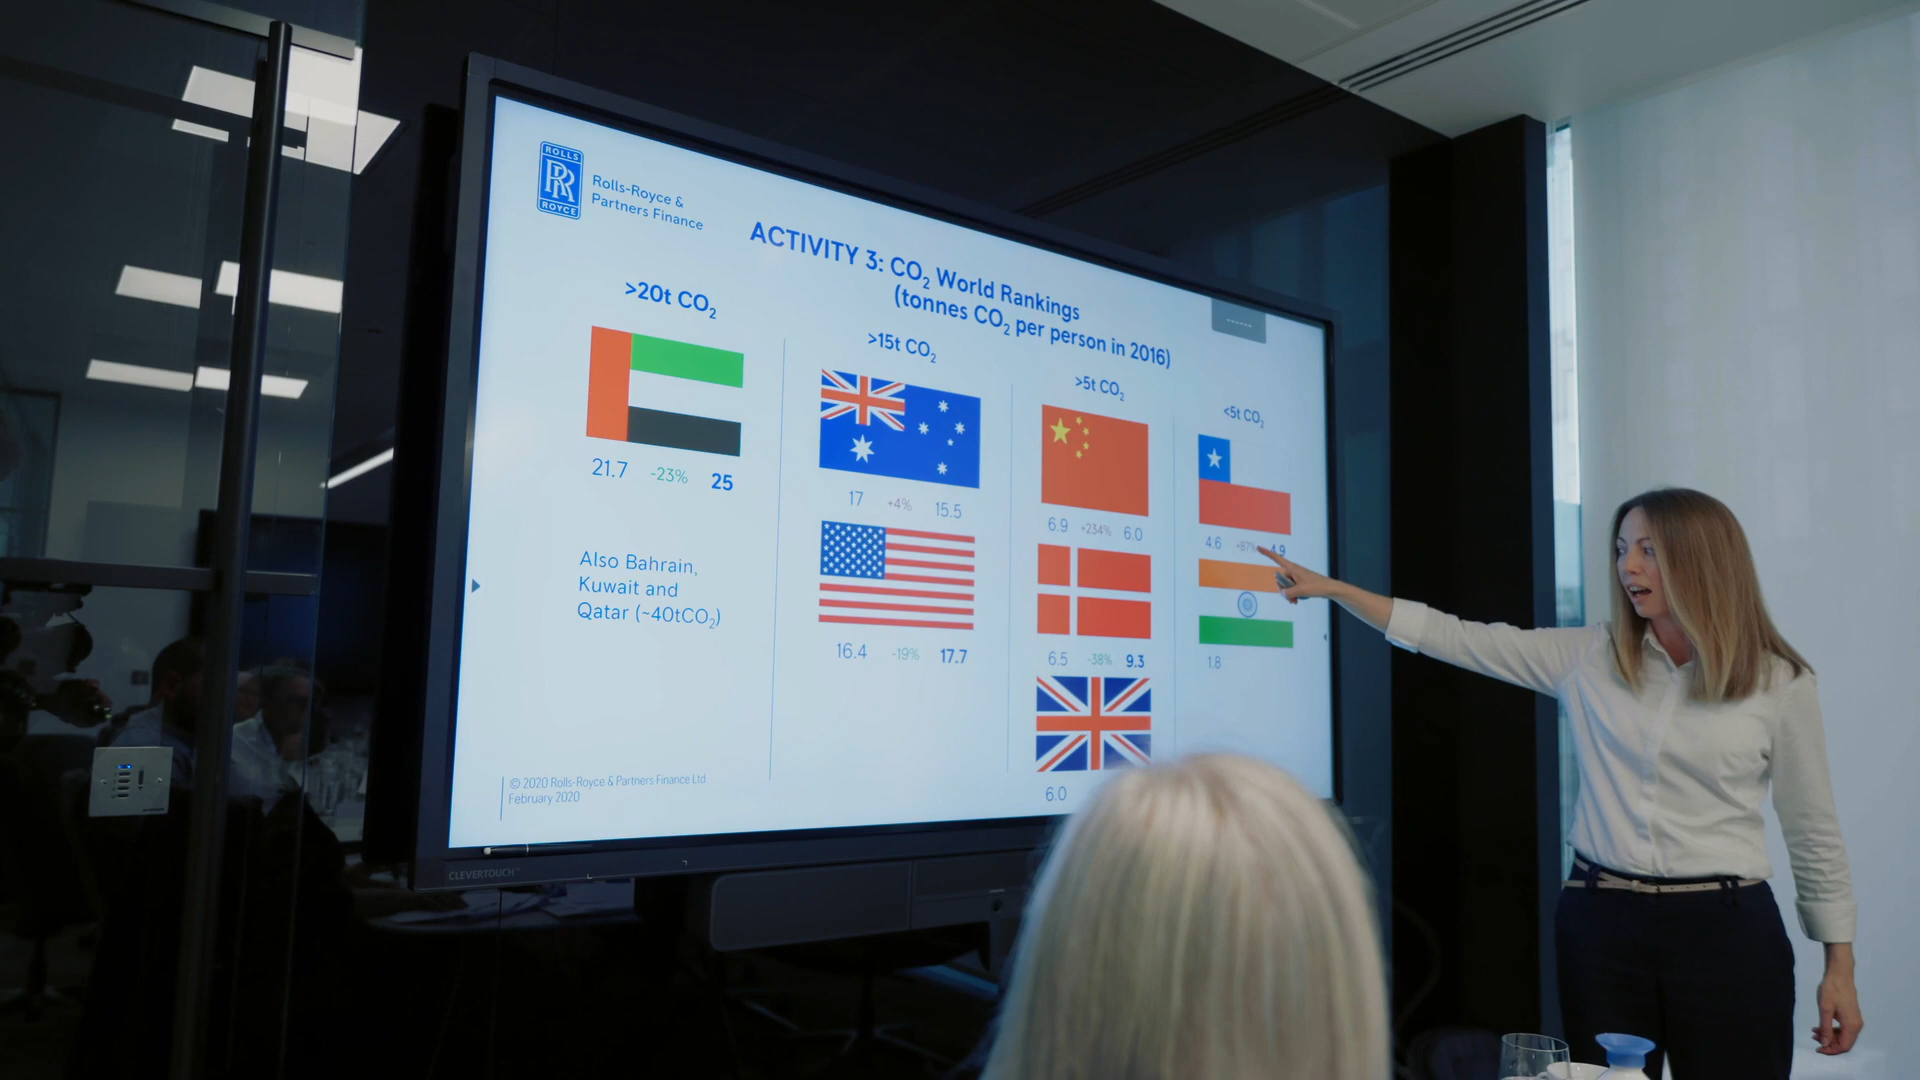 ROLLS
RR
ROYCE
Rolls-Royce &
Partners Finance
ACTIVITY 3: CO₂ World Rankings
(tonnes CO₂ per person in 2016)
>20t CO₂
21.7 -23% 25
Also Bahrain,
Kuwait and
Qatar (~40tCO₂)
>15t CO₂
17 +4% 15.5
16.4 -19% 17.7
>5t CO₂
6.9 +234% 6.0
6.5 -38% 9.3
6.0
<5t CO₂
4.6 +87% 4.9
1.8
© 2020 Rolls-Royce & Partners Finance Ltd
February 2020
CLEVERTOUCH